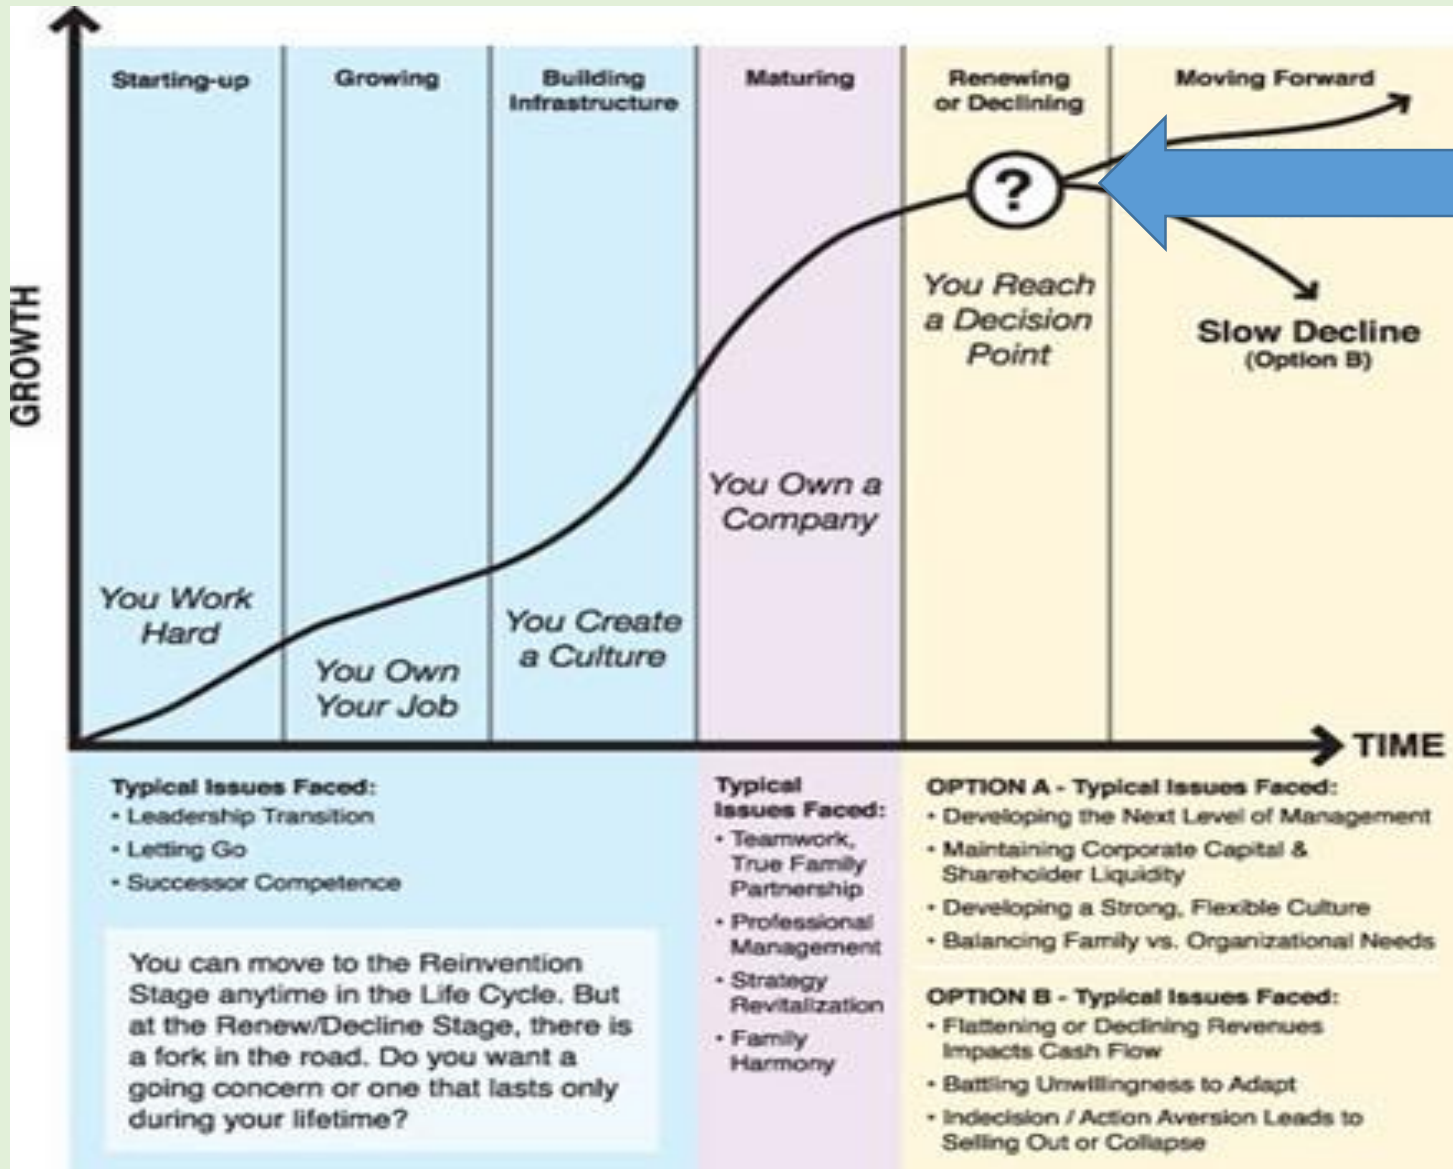 Starting-up
Growing
Building
Infrastructure
Maturing
Renewing
or Declining
Moving Forward
?
GROWTH
You Reach
a Decision
Point
Slow Decline
(Option B)
You Own a
Company
You Work
Hard
You Create
a Culture
You Own
Your Job
TIME
Typical Issues Faced:
• Leadership Transition
• Letting Go
• Successor Competence
You can move to the Reinvention
Stage anytime in the Life Cycle. But
at the Renew/Decline Stage, there is
a fork in the road. Do you want a
going concern or one that lasts only
during your lifetime?
Typical
Issues Faced:
• Teamwork,
True Family
Partnership
• Professional
Management
• Strategy
Revitalization
• Family
Harmony
OPTION A - Typical Issues Faced:
• Developing the Next Level of Management
• Maintaining Corporate Capital &
Shareholder Liquidity
• Developing a Strong, Flexible Culture
• Balancing Family vs. Organizational Needs
OPTION B - Typical Issues Faced:
• Flattening or Declining Revenues
Impacts Cash Flow
• Battling Unwillingness to Adapt
• Indecision / Action Aversion Leads to
Selling Out or Collapse